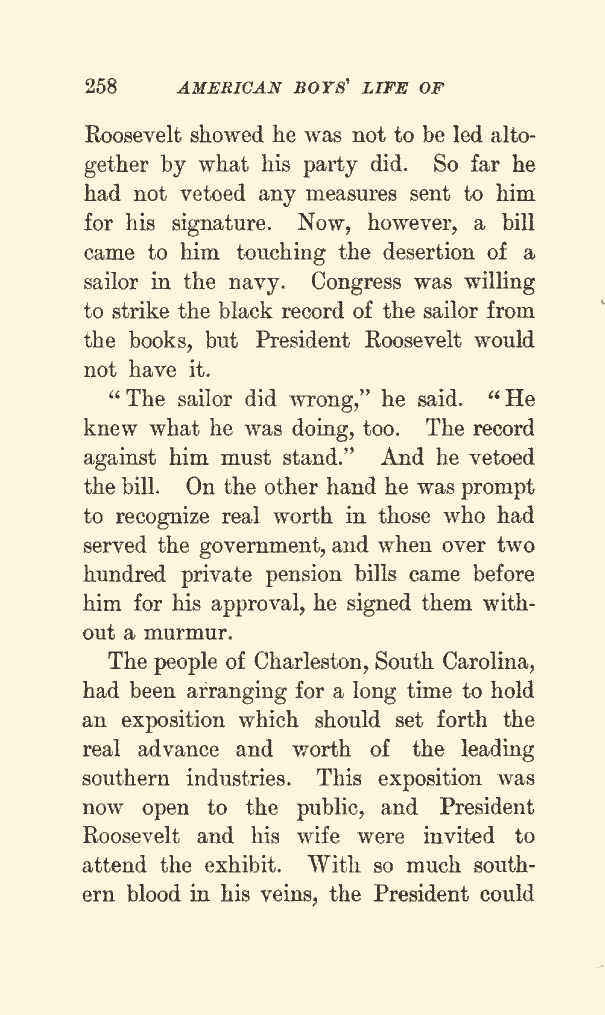 258 AMERICAN BOYS' LIFE OF
Roosevelt showed he was not to be led alto-
gether by what his party did. So far he
had not vetoed any measures sent to him
for his signature. Now, however, a bill
came to him touching the desertion of a
sailor in the navy. Congress was willing
to strike the black record of the sailor from
the books, but President Roosevelt would
not have it.
“The sailor did wrong,” he said. “He
knew what he was doing, too. The record
against him must stand.” And he vetoed
the bill. On the other hand he was prompt
to recognize real worth in those who had
served the government, and when over two
hundred private pension bills came before
him for his approval, he signed them with-
out a murmur.
The people of Charleston, South Carolina,
had been arranging for a long time to hold
an exposition which should set forth the
real advance and worth of the leading
southern industries. This exposition was
now open to the public, and President
Roosevelt and his wife were invited to
attend the exhibit. With so much south-
ern blood in his veins, the President could